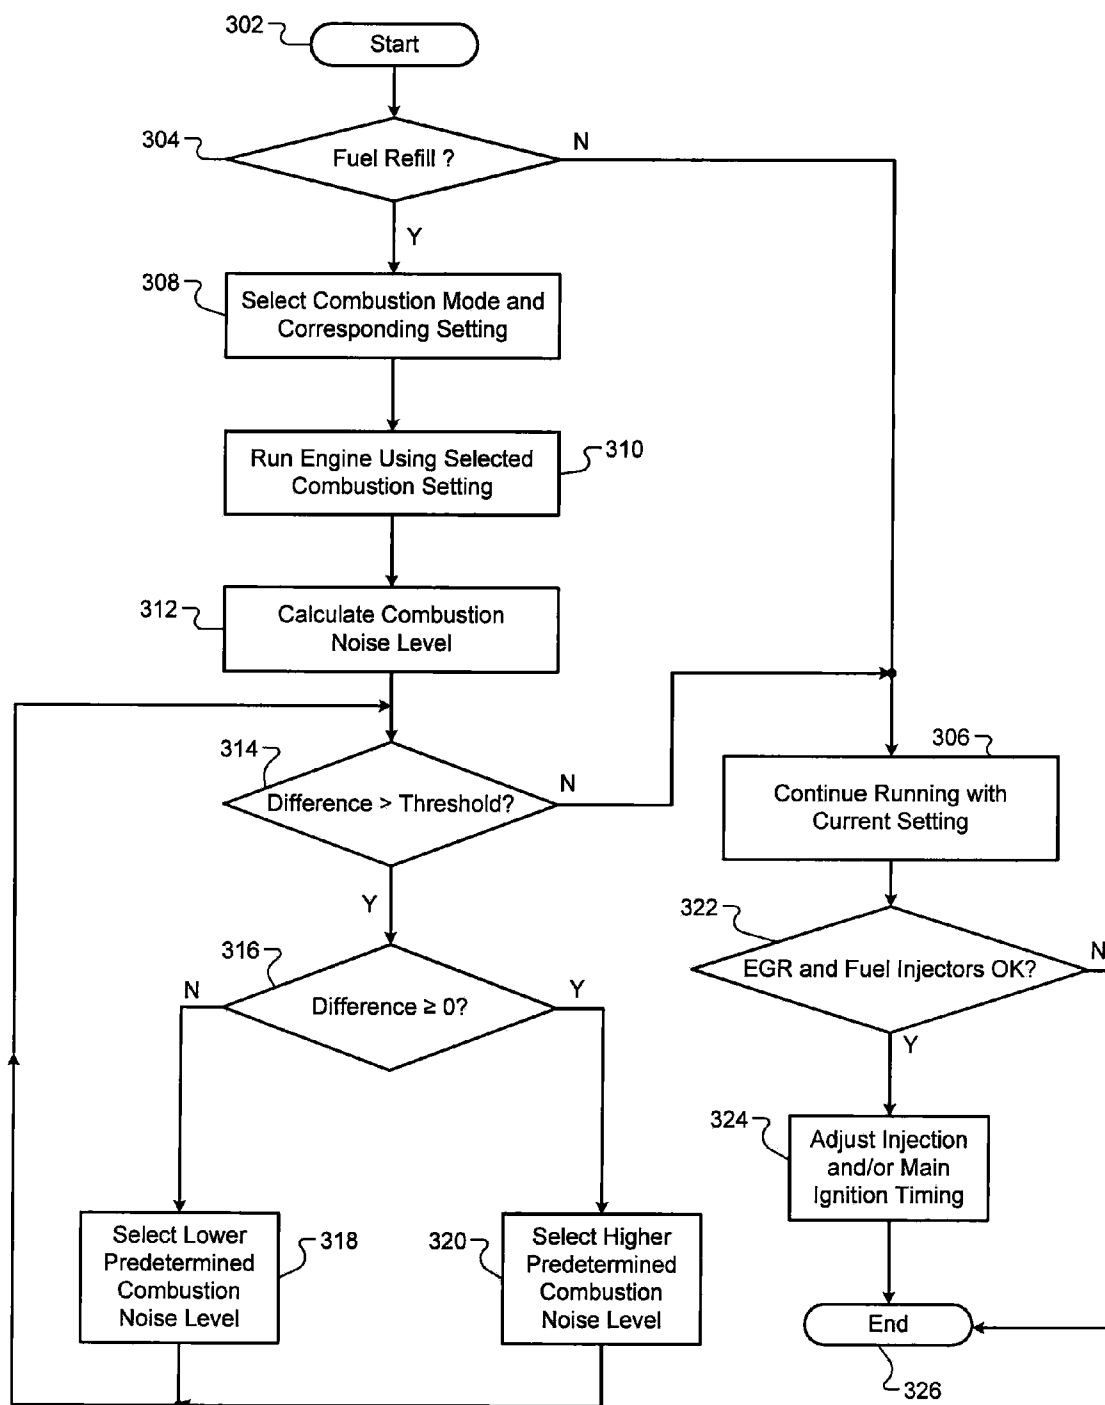 302
Start
304
Fuel Refill ?
N
Y
308
Select Combustion Mode and
Corresponding Setting
Run Engine Using Selected
Combustion Setting
310
312
Calculate Combustion
Noise Level
314
Difference > Threshold?
N
Y
306
Continue Running with
Current Setting
316
Difference ≥ 0?
N
Y
322
EGR and Fuel Injectors OK?
N
Y
324
Adjust Injection
and/or Main
Ignition Timing
Select Lower
Predetermined
Combustion
Noise Level
318
320
Select Higher
Predetermined
Combustion
Noise Level
End
326